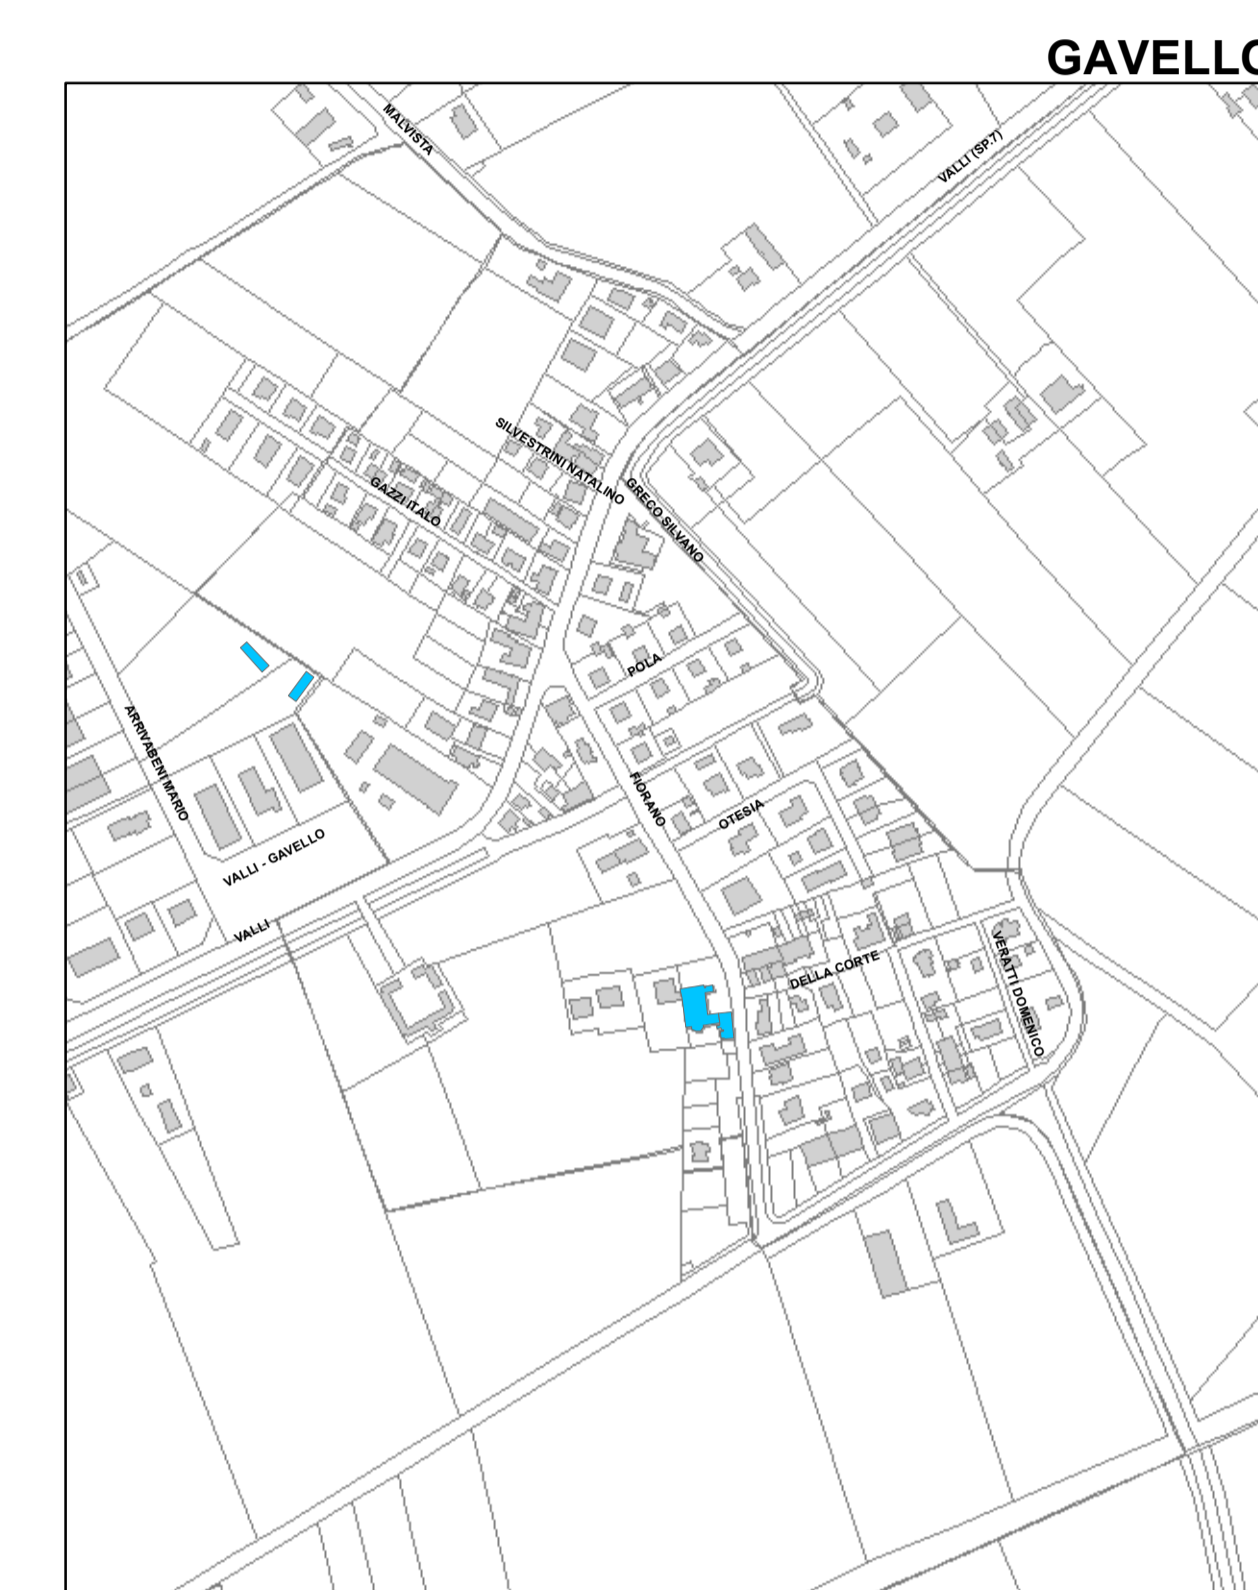 GAVELLO
MALVISTA
VALLI (SP.7)
SILVESTRINI NATALINO
GAZZI ITALO
GRECO SILVANO
POLA
ARRIVABENI MARIO
FIORANO
OTESIA
VALLI - GAVELLO
VALLI
DELLA CORTE
VERATTI DOMENICO